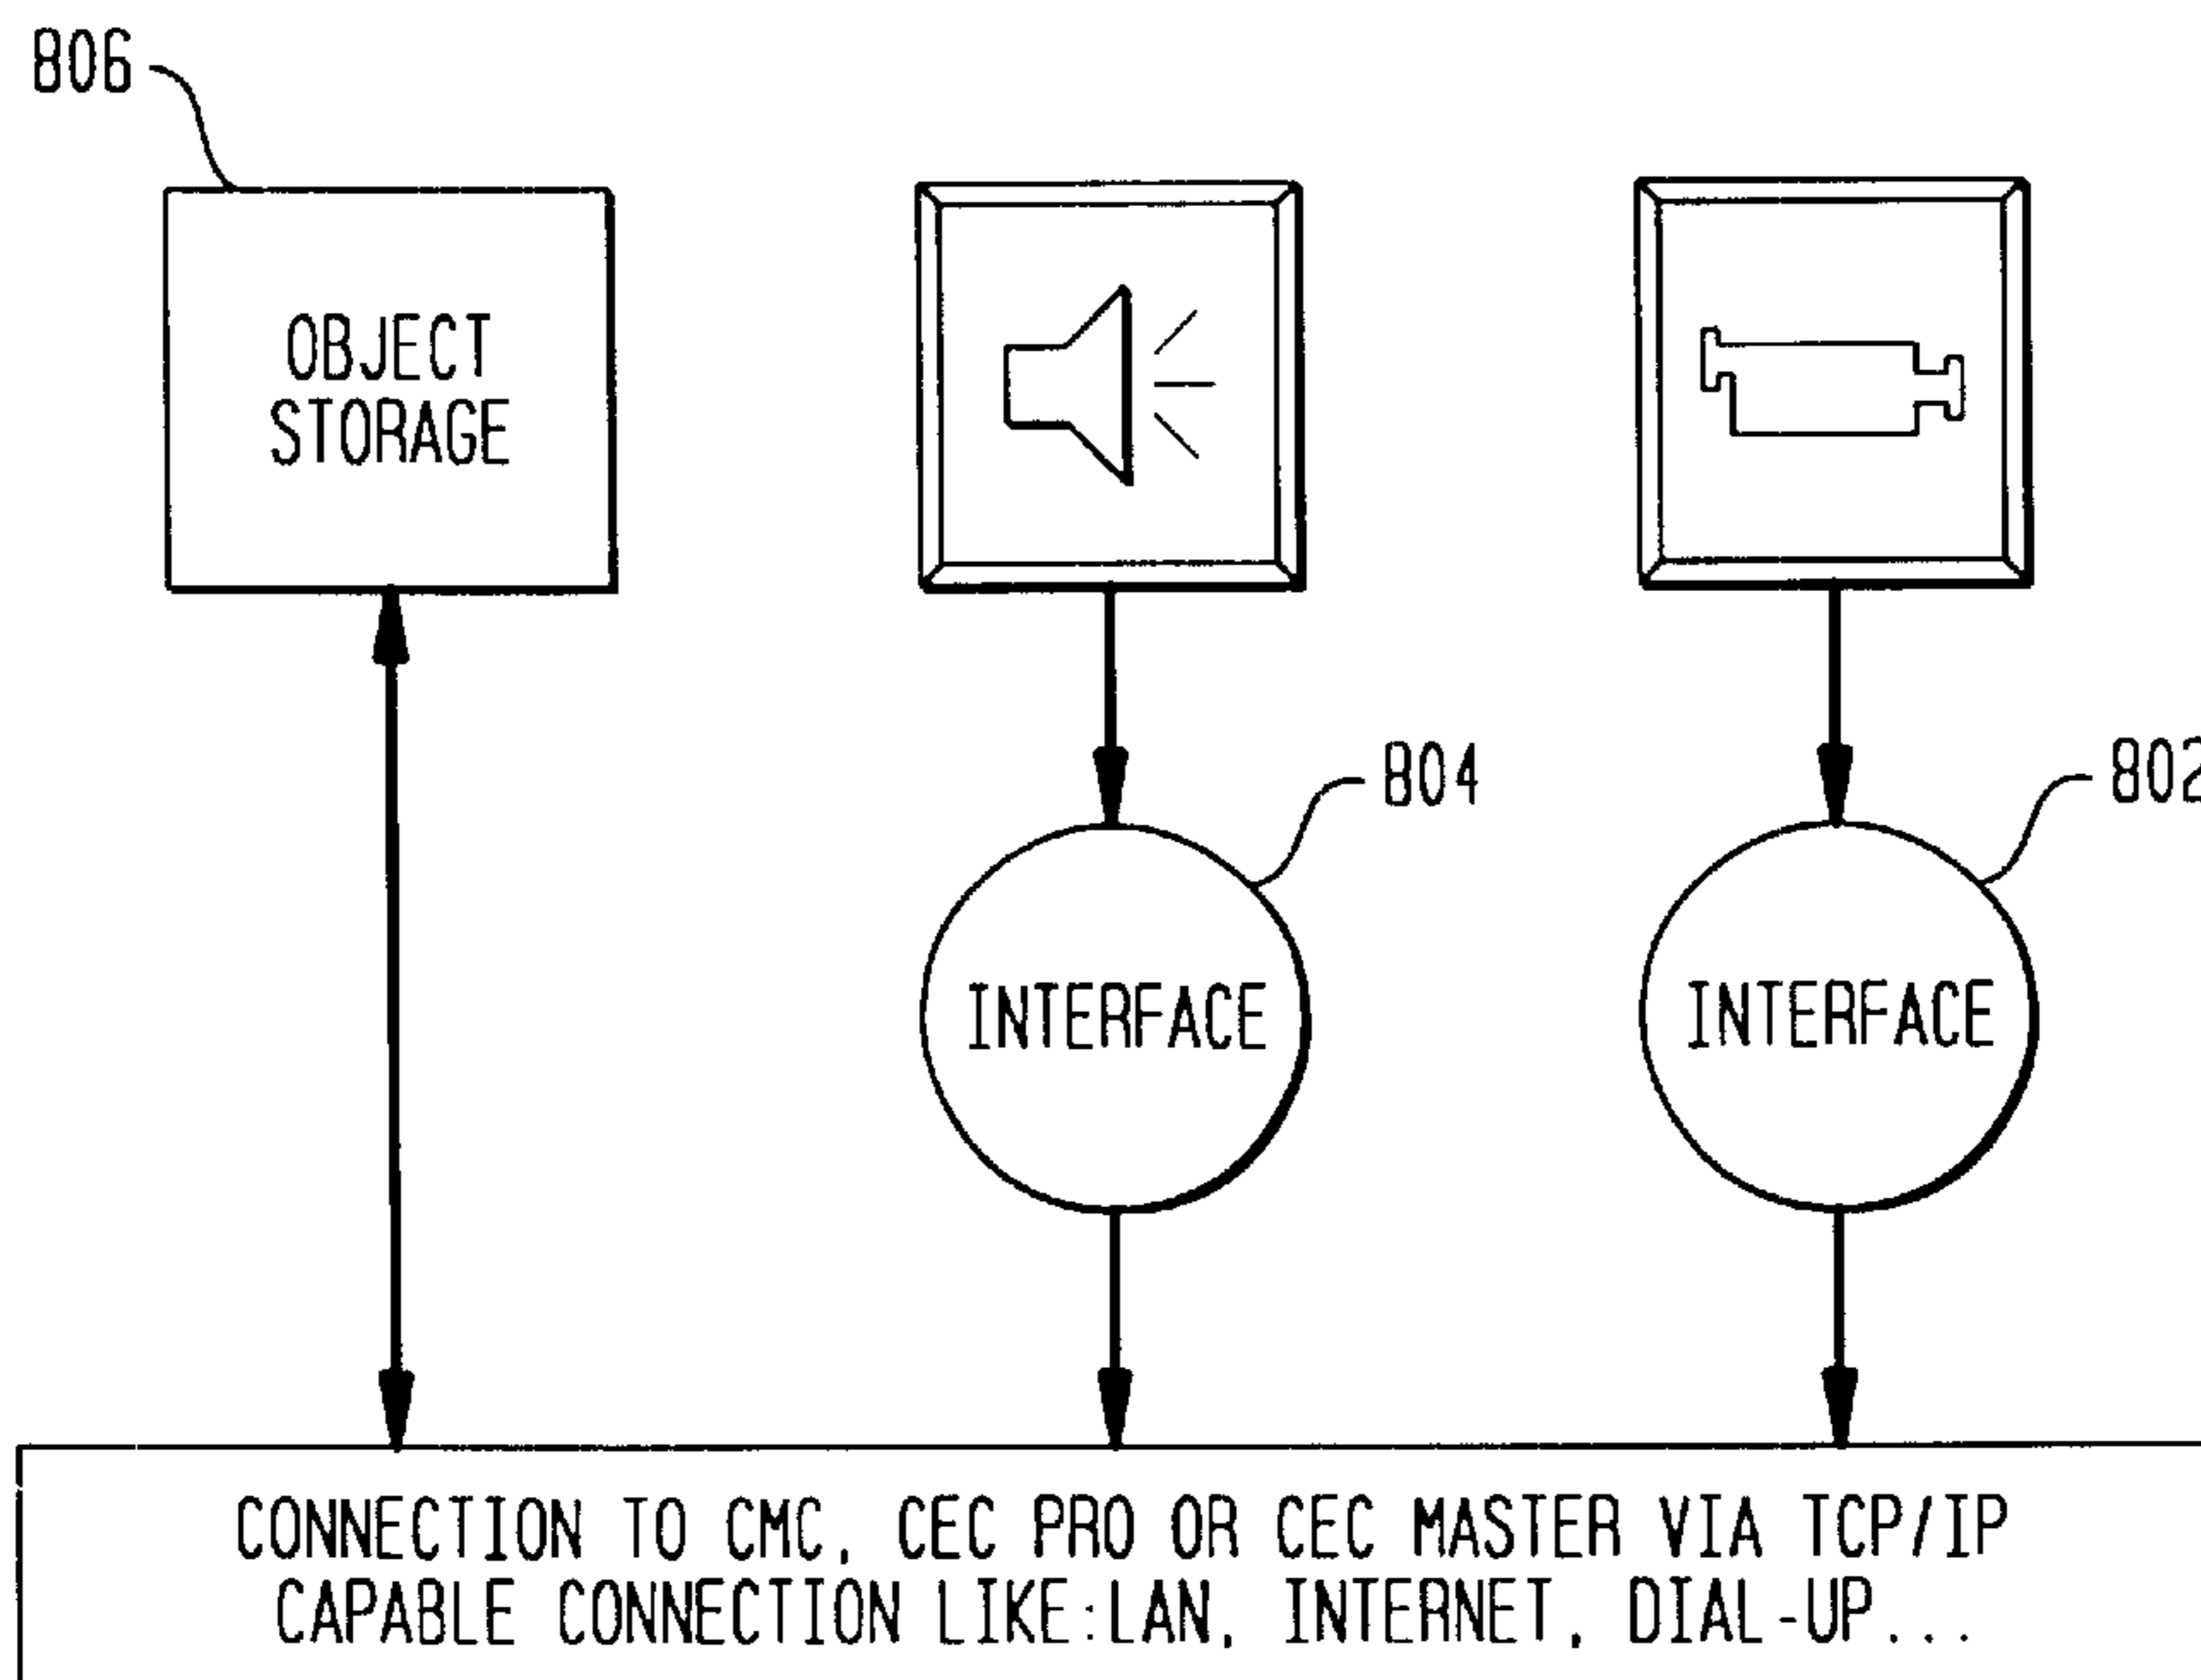 806
OBJECT
STORAGE
804
802
INTERFACE
INTERFACE
CONNECTION TO CMC, CEC PRO OR CEC MASTER VIA TCP/IP
CAPABLE CONNECTION LIKE:LAN, INTERNET, DIAL-UP...